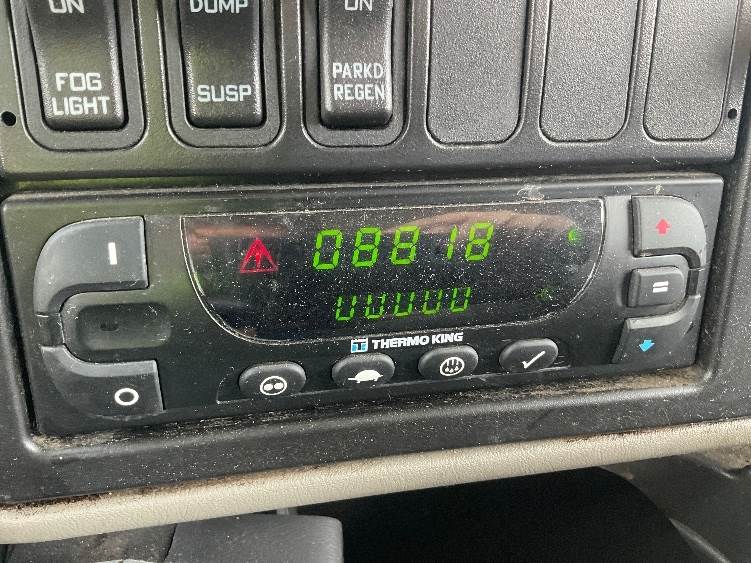 ON
DUMP
ON
FOG
LIGHT
SUSP
PARKD
REGEN
08818
UUUUU
THERMO KING